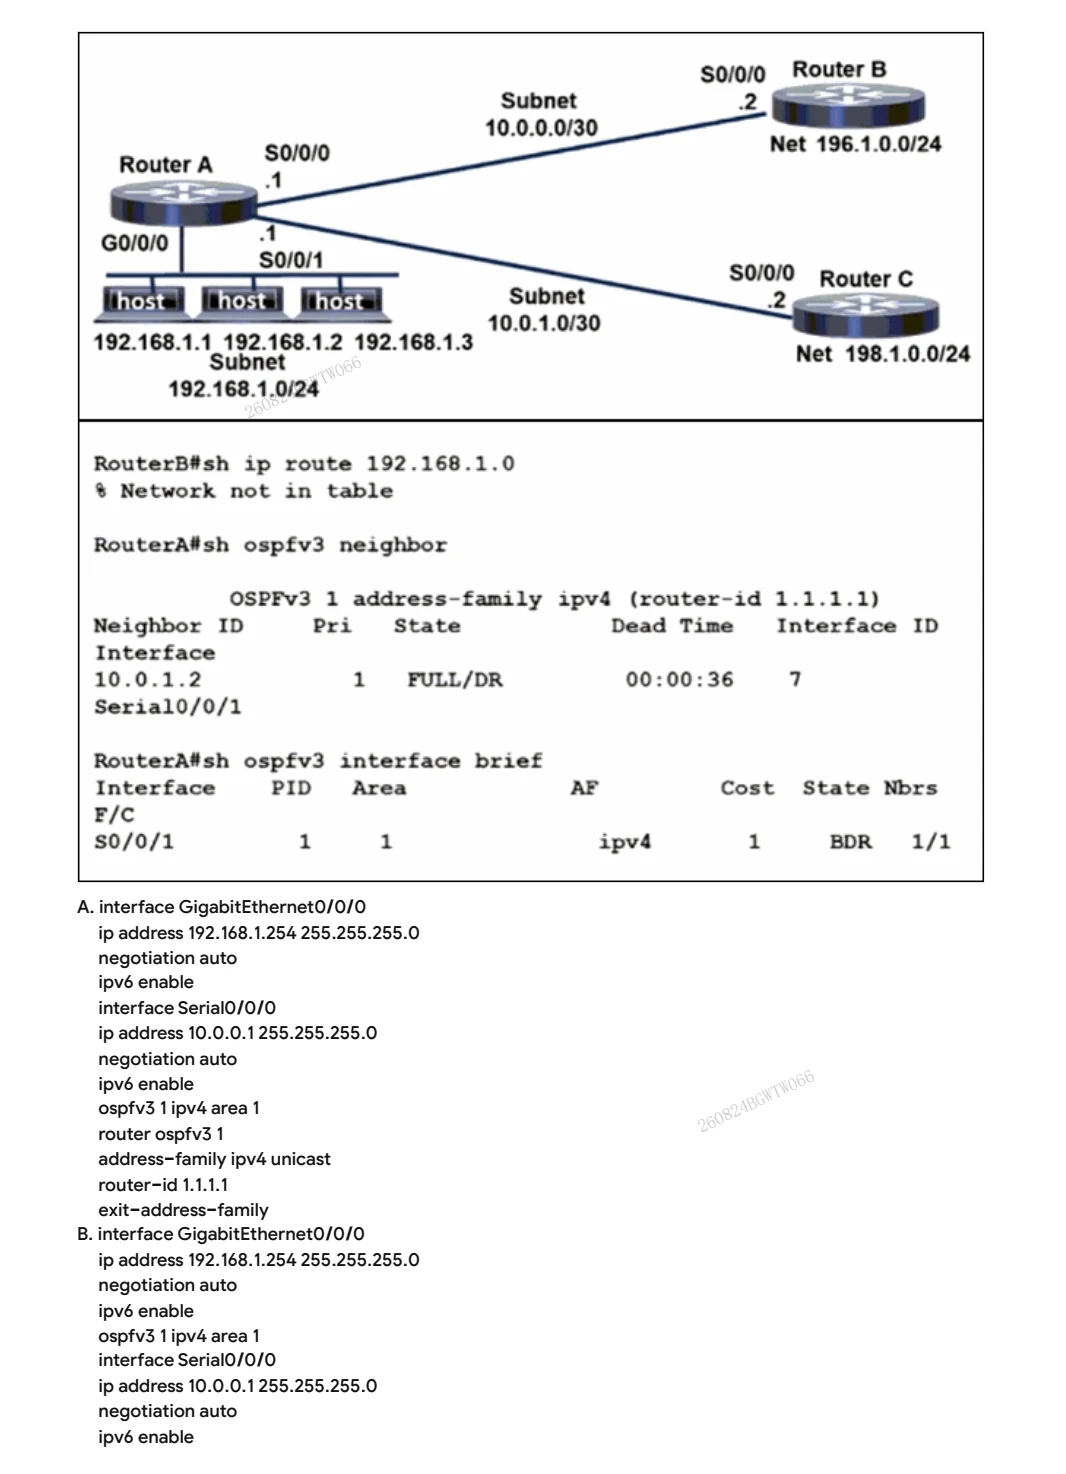 S0/0/0 Router B
.2
Subnet
10.0.0.0/30
Net 196.1.0.0/24
S0/0/0
Router A
.1
G0/0/0
.1
S0/0/1
host host host
S0/0/0 Router C
.2
Subnet
10.0.1.0/30
192.168.1.1 192.168.1.2 192.168.1.3
Net 198.1.0.0/24
Subnet
192.168.1.0/24
RouterB#sh ip route 192.168.1.0
% Network not in table
RouterA#sh ospfv3 neighbor
OSPFv3 1 address-family ipv4 (router-id 1.1.1.1)
Neighbor ID Pri State Dead Time Interface ID
Interface
10.0.1.2 1 FULL/DR 00:00:36 7
Serial0/0/1
RouterA#sh ospfv3 interface brief
Interface PID Area AF Cost State Nbrs
F/C
S0/0/1 1 1 ipv4 1 BDR 1/1
A. interface GigabitEthernet0/0/0
ip address 192.168.1.254 255.255.255.0
negotiation auto
ipv6 enable
interface Serial0/0/0
ip address 10.0.0.1 255.255.255.0
negotiation auto
ipv6 enable
ospfv3 1 ipv4 area 1
router ospfv3 1
address-family ipv4 unicast
router-id 1.1.1.1
exit-address-family
260824BGWTW066
B. interface GigabitEthernet0/0/0
ip address 192.168.1.254 255.255.255.0
negotiation auto
ipv6 enable
ospfv3 1 ipv4 area 1
interface Serial0/0/0
ip address 10.0.0.1 255.255.255.0
negotiation auto
ipv6 enable